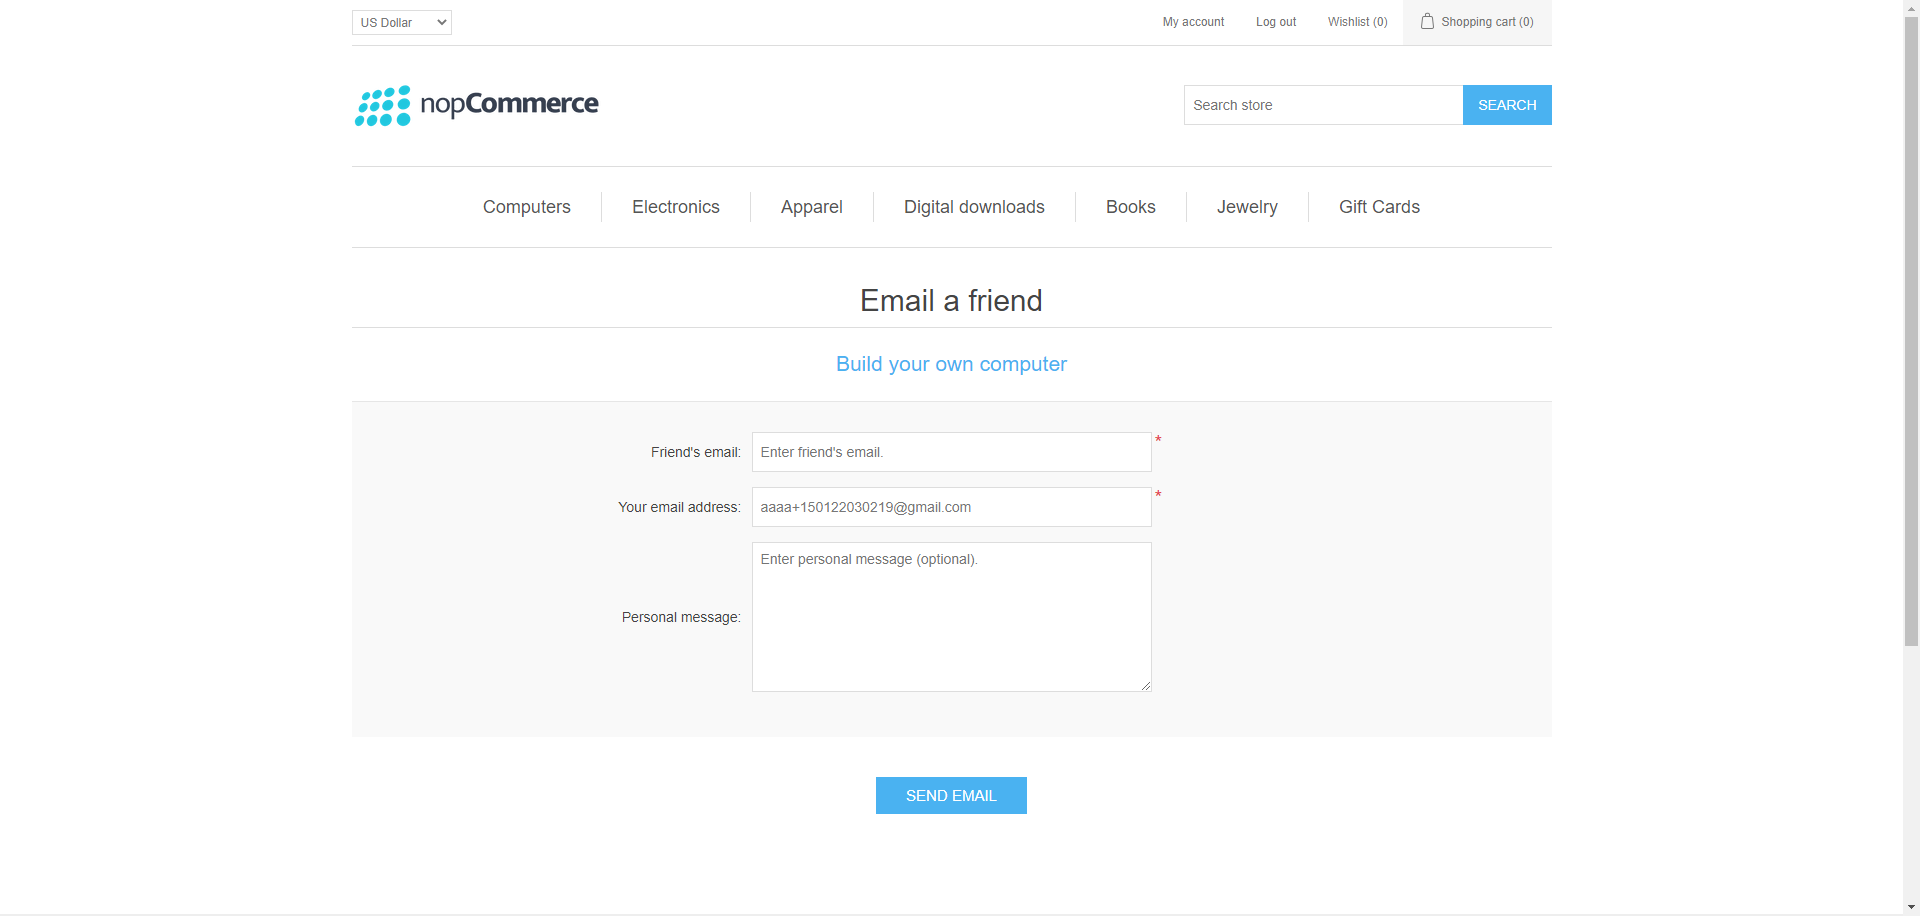 US Dollar
My account
Log out
Wishlist (0)
Shopping cart (0)
nopCommerce
Search store
SEARCH
Computers
Electronics
Apparel
Digital downloads
Books
Jewelry
Gift Cards
Email a friend
Build your own computer
Friend's email:
Enter friend's email.
*
Your email address:
aaaa+150122030219@gmail.com
*
Personal message:
Enter personal message (optional).
SEND EMAIL